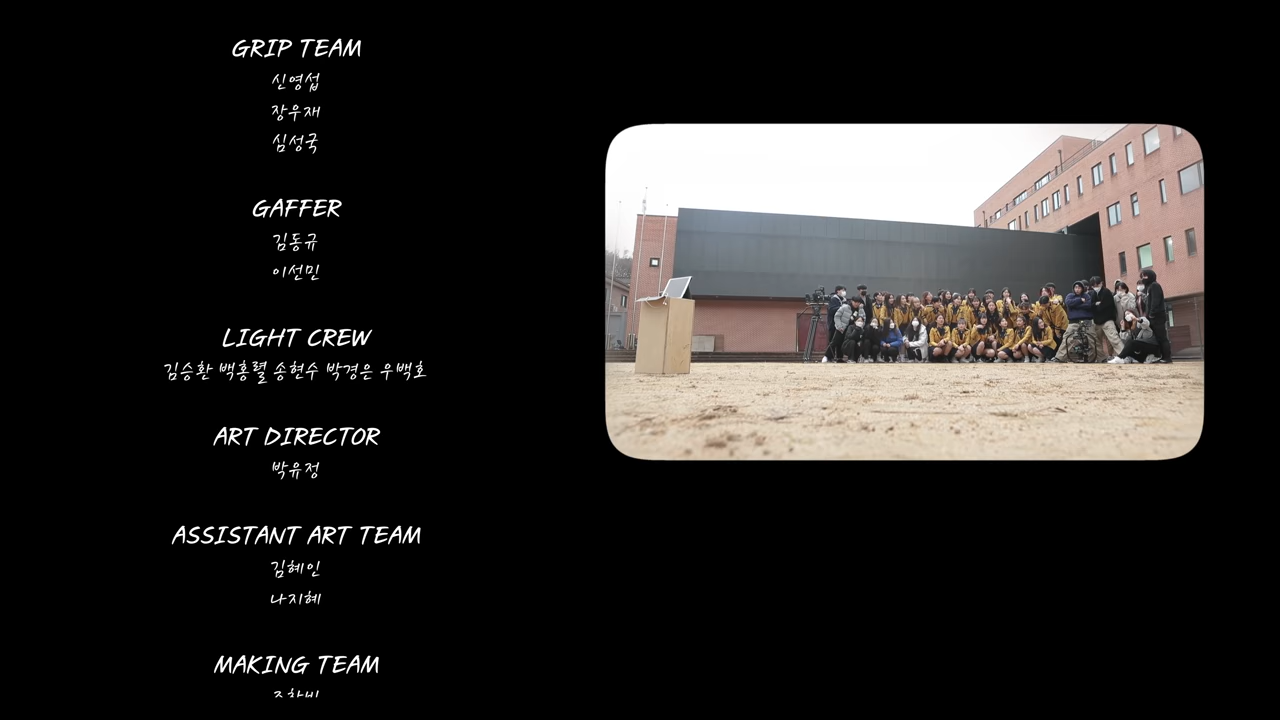 GRIP TEAM
신영섭
장우재
심성국
GAFFER
김동규
이선민
LIGHT CREW
김승환 백홍렬 송현수 박경은 우백호
ART DIRECTOR
박유정
ASSISTANT ART TEAM
김혜인
나지혜
MAKING TEAM